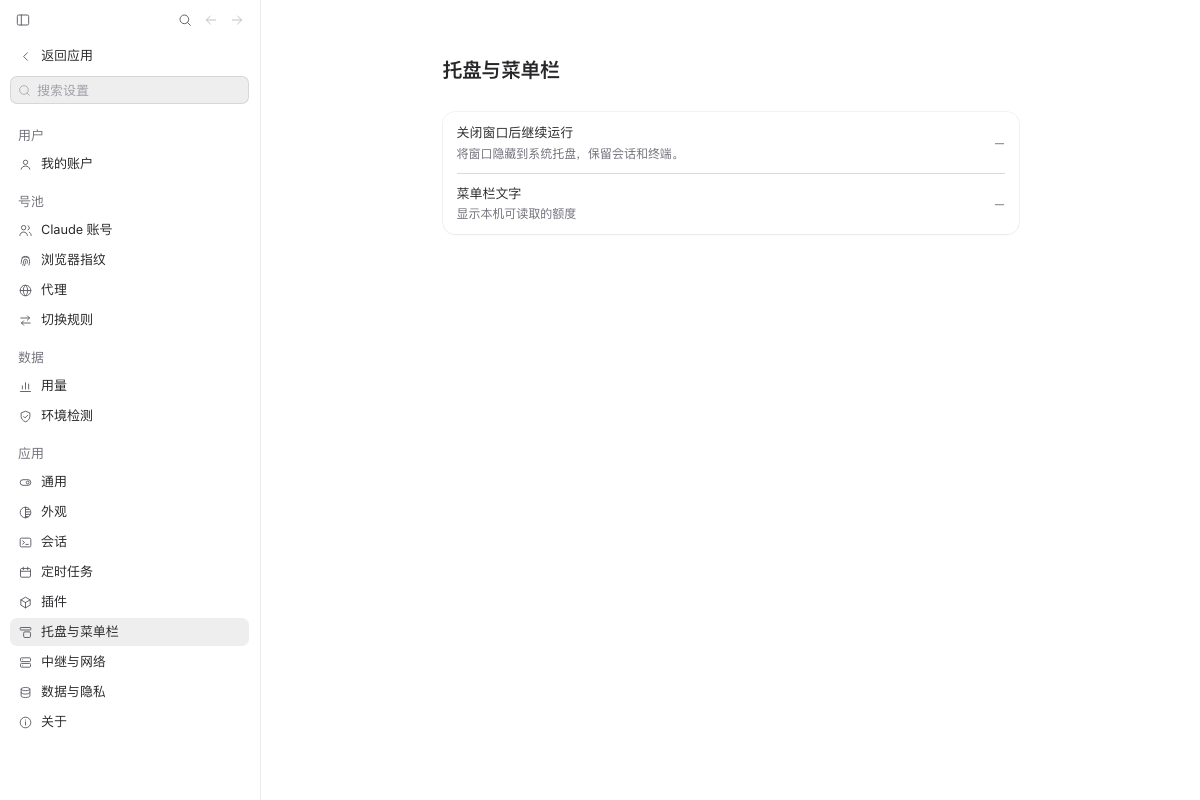 返回应用
搜索设置
用户
我的账户
号池
Claude 账号
浏览器指纹
代理
切换规则
数据
用量
环境检测
应用
通用
外观
会话
定时任务
插件
托盘与菜单栏
中继与网络
数据与隐私
关于
托盘与菜单栏
关闭窗口后继续运行
将窗口隐藏到系统托盘，保留会话和终端。
—
菜单栏文字
显示本机可读取的额度
—